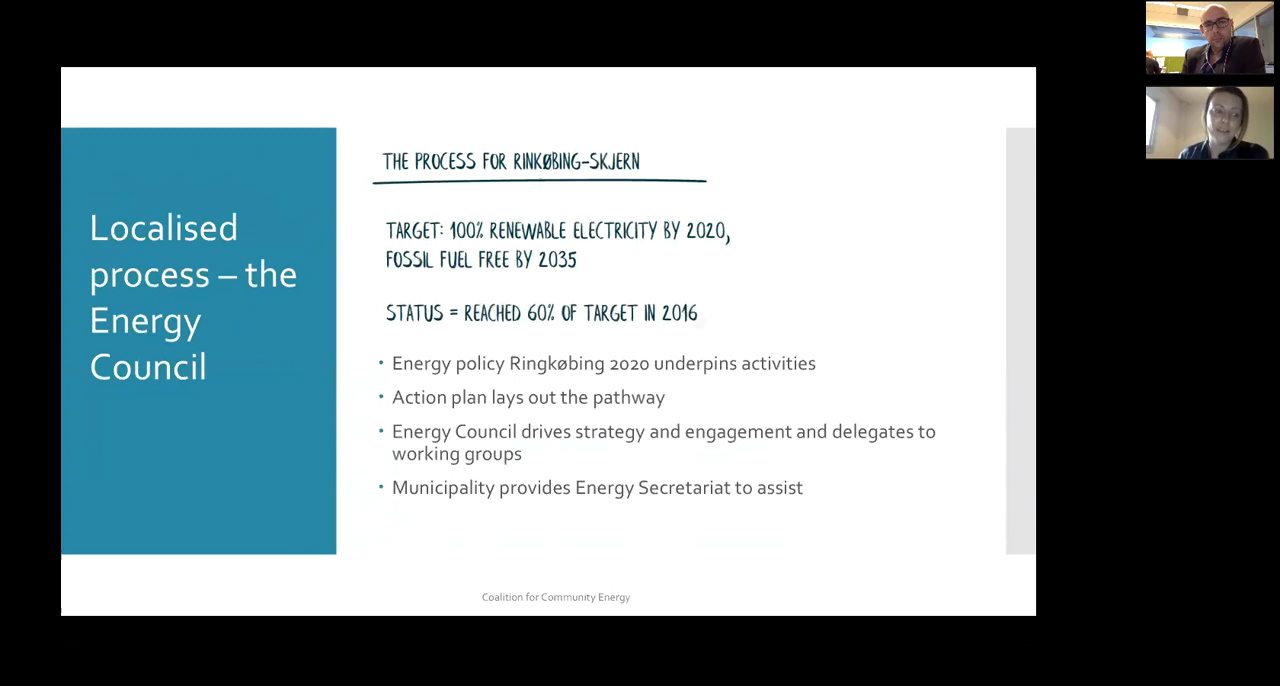 Localised
process – the
Energy
Council
THE PROCESS FOR RINKØBING-SKJERN
TARGET: 100% RENEWABLE ELECTRICITY BY 2020,
FOSSIL FUEL FREE BY 2035
STATUS = REACHED 60% OF TARGET IN 2016
• Energy policy Ringkøbing 2020 underpins activities
• Action plan lays out the pathway
• Energy Council drives strategy and engagement and delegates to
working groups
• Municipality provides Energy Secretariat to assist
Coalition for Community Energy